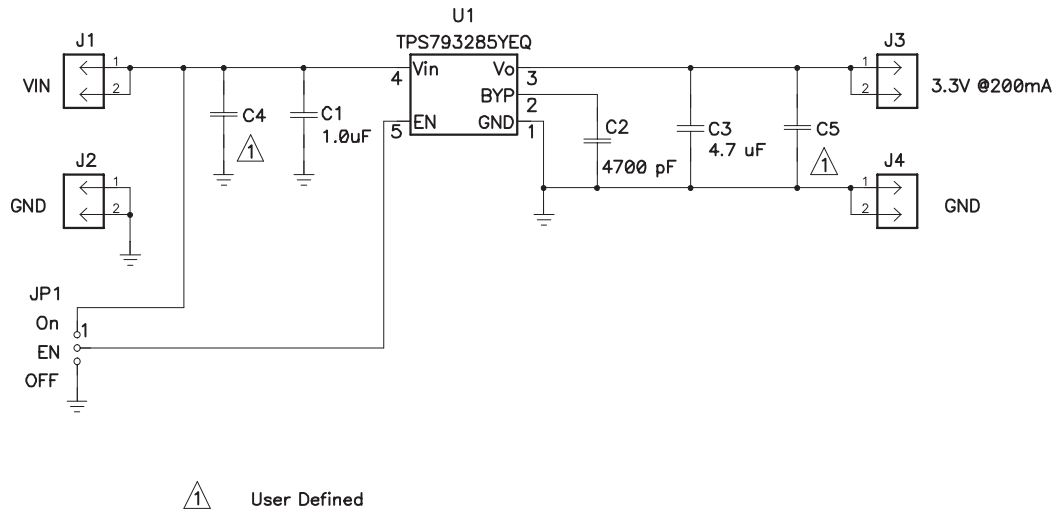 U1
TPS793285YEQ
J1
1
2
VIN
4
Vin
Vo
3
BYP
2
GND
1
EN
5
C4
1
C1
1.0uF
C2
4700 pF
C3
4.7 uF
C5
1
J3
1
2
3.3V @200mA
J2
1
2
GND
J4
1
2
GND
JP1
On
1
EN
OFF
1 User Defined